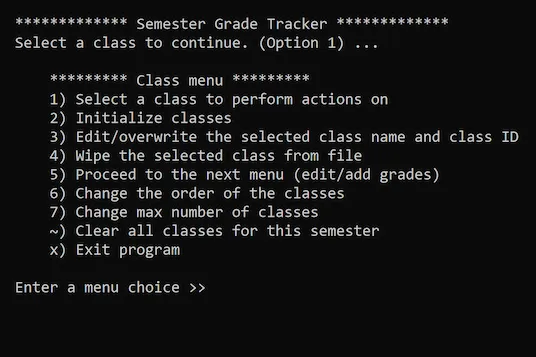 ************* Semester Grade Tracker *************
Select a class to continue. (Option 1) ...
********* Class menu *********
1) Select a class to perform actions on
2) Initialize classes
3) Edit/overwrite the selected class name and class ID
4) Wipe the selected class from file
5) Proceed to the next menu (edit/add grades)
6) Change the order of the classes
7) Change max number of classes
~) Clear all classes for this semester
x) Exit program
Enter a menu choice >>